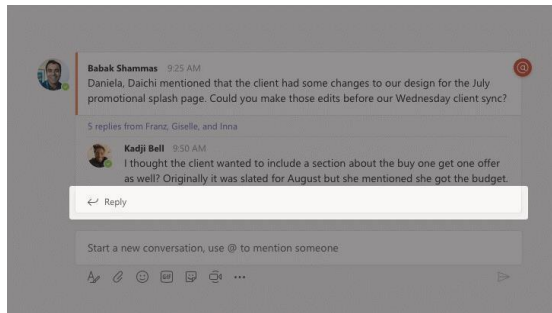 Babak Shammas 9:25 AM
Daniela, Daichi mentioned that the client had some changes to our design for the July
promotional splash page. Could you make those edits before our Wednesday client sync?
5 replies from Franz, Giselle, and Inna
Kadji Bell 9:50 AM
I thought the client wanted to include a section about the buy one get one offer
as well? Originally it was slated for August but she mentioned she got the budget.
Reply
Start a new conversation, use @ to mention someone
GIF